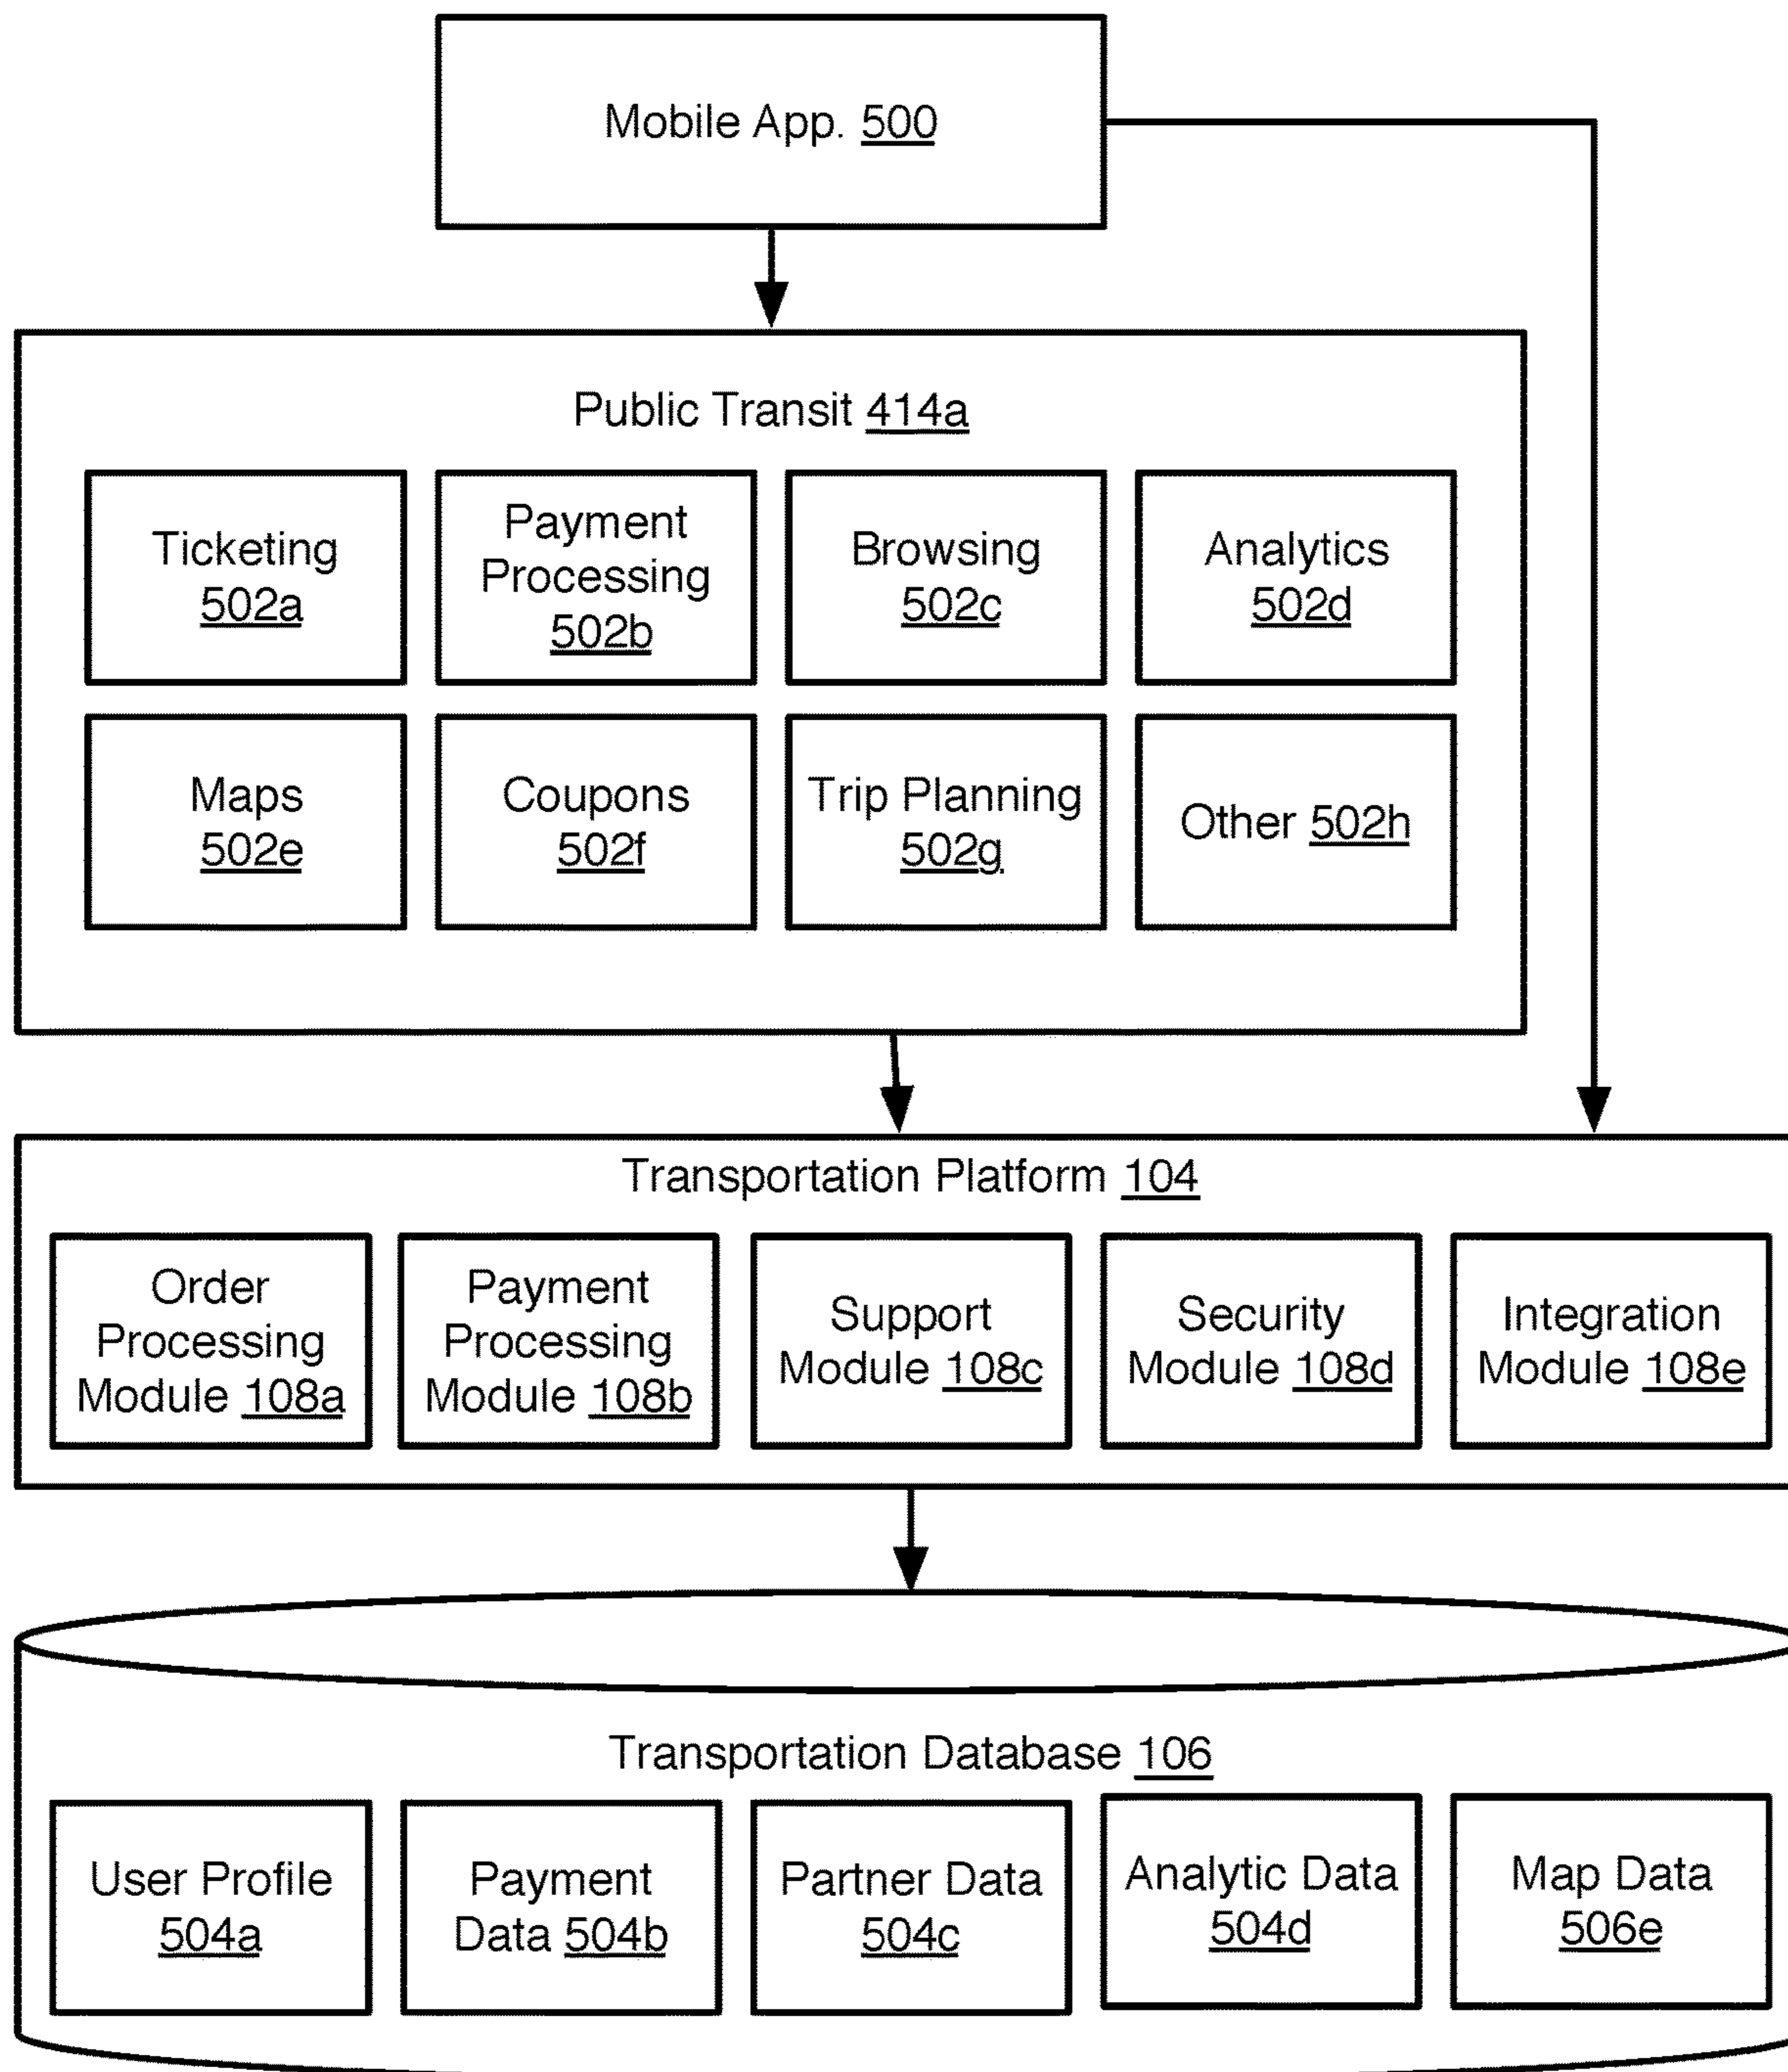 Mobile App. 500
Public Transit 414a
Ticketing
502a
Payment
Processing
502b
Browsing
502c
Analytics
502d
Maps
502e
Coupons
502f
Trip Planning
502g
Other 502h
Transportation Platform 104
Order
Processing
Module 108a
Payment
Processing
Module 108b
Support
Module 108c
Security
Module 108d
Integration
Module 108e
Transportation Database 106
User Profile
504a
Payment
Data 504b
Partner Data
504c
Analytic Data
504d
Map Data
506e